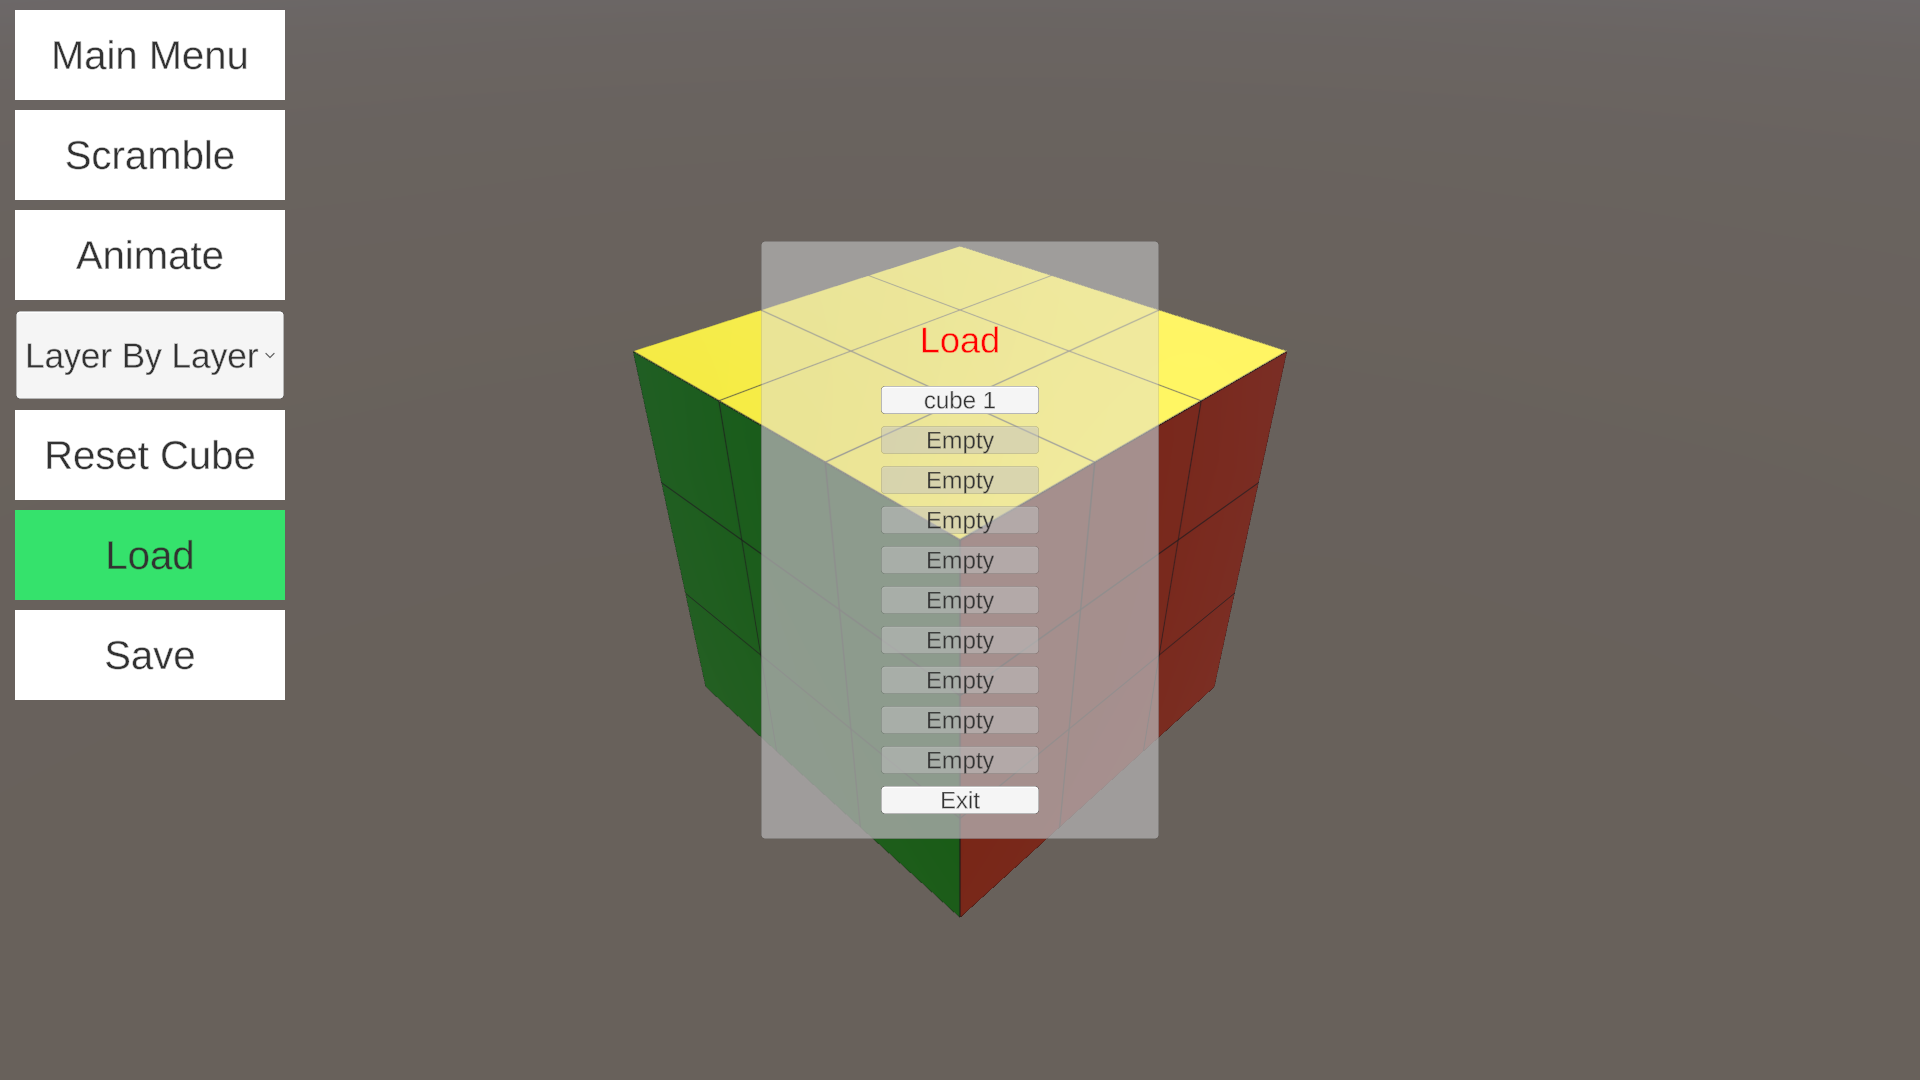 Main Menu
Scramble
Animate
Layer By Layer
Reset Cube
Load
Save
Load
cube 1
Empty
Empty
Empty
Empty
Empty
Empty
Empty
Empty
Empty
Exit